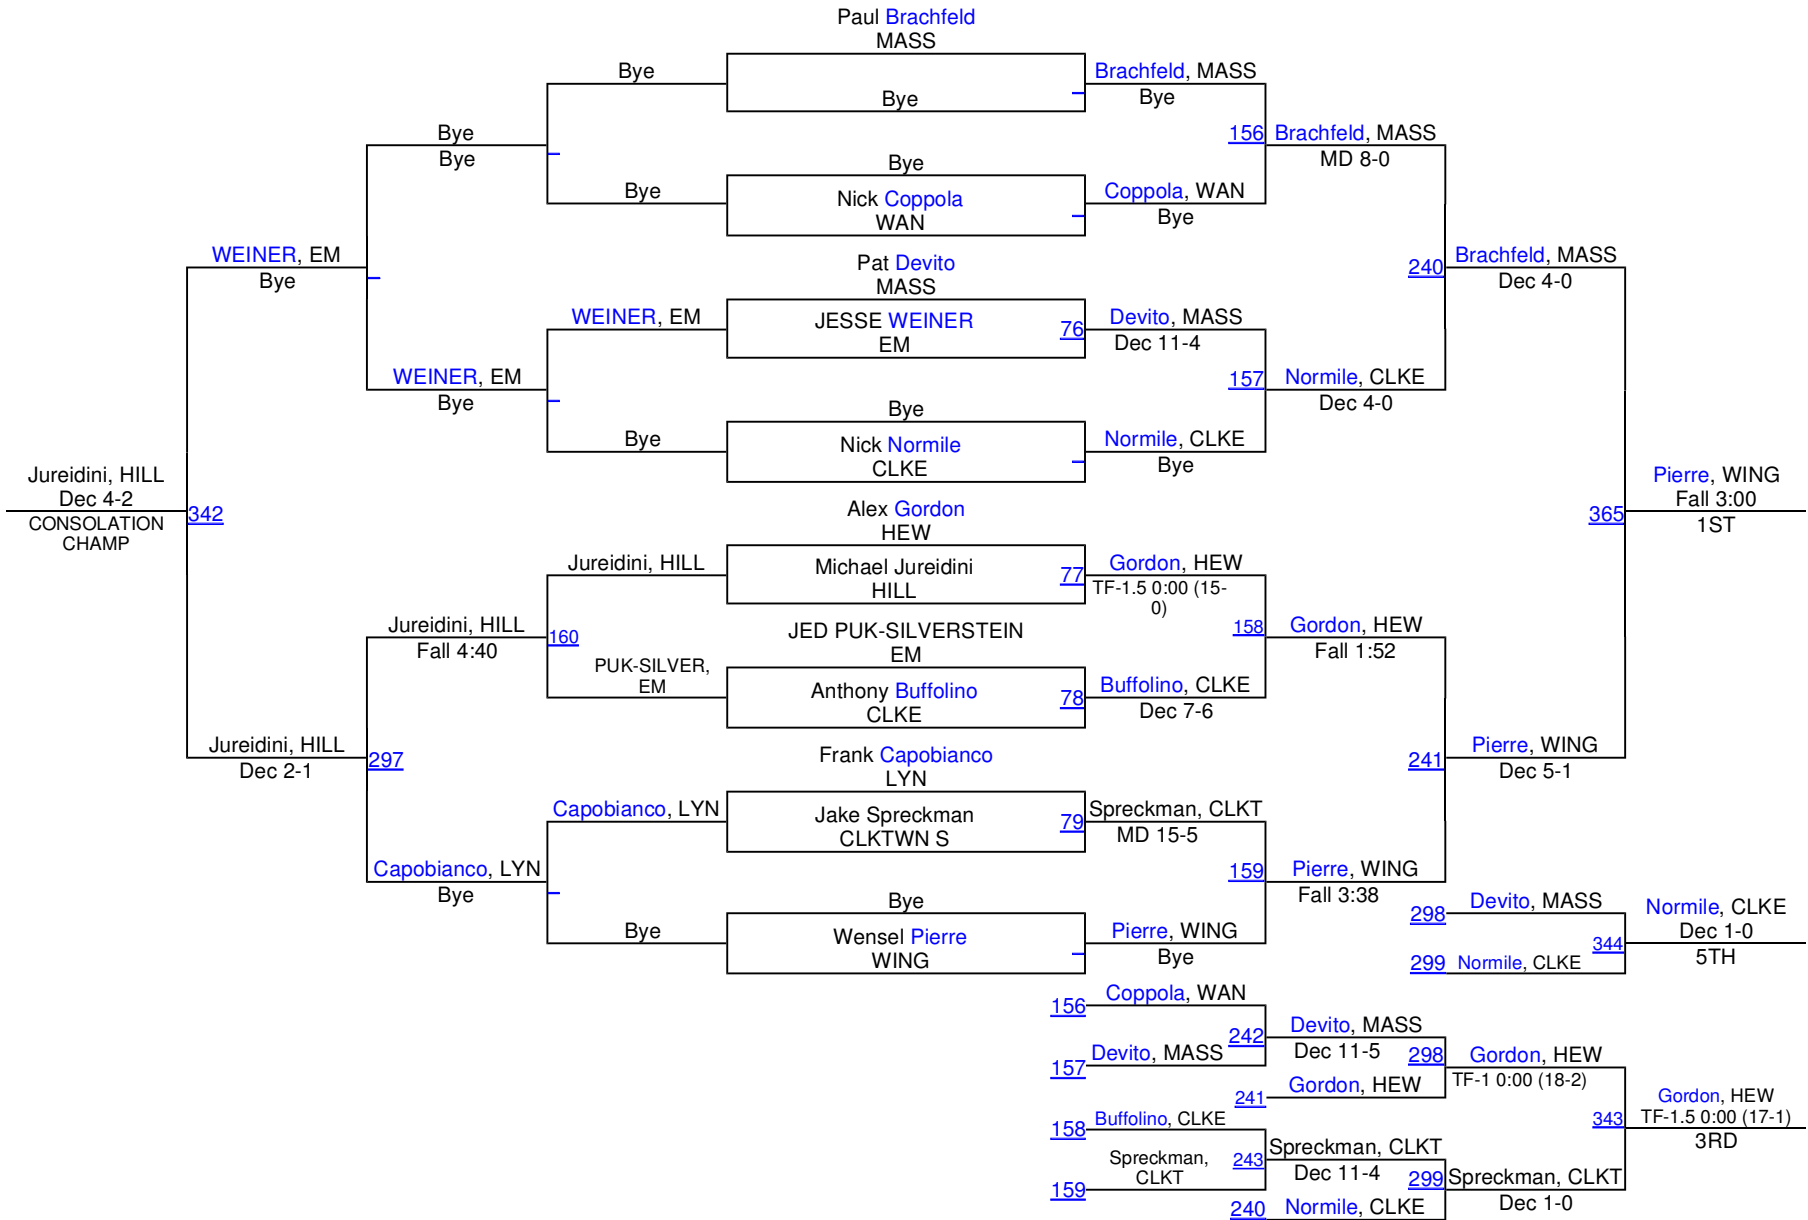 Paul Brachfeld
MASS
Bye
Bye
Brachfeld, MASS
Bye
Bye
Bye
156
Brachfeld, MASS
MD 8-0
Bye
Bye
Nick Coppola
WAN
Coppola, WAN
Bye
WEINER, EM
Bye
Pat Devito
MASS
240
Brachfeld, MASS
Dec 4-0
WEINER, EM
JESSE WEINER
EM
76
Devito, MASS
Dec 11-4
WEINER, EM
Bye
157
Normile, CLKE
Dec 4-0
Bye
Bye
Nick Normile
CLKE
Normile, CLKE
Bye
Jureidini, HILL
Dec 4-2
CONSOLATION
CHAMP
342
Alex Gordon
HEW
365
Pierre, WING
Fall 3:00
1ST
Jureidini, HILL
Michael Jureidini
HILL
77
Gordon, HEW
TF-1.5 0:00 (15-
0)
Jureidini, HILL
Fall 4:40
160
JED PUK-SILVERSTEIN
EM
158
Gordon, HEW
Fall 1:52
PUK-SILVER,
EM
Anthony Buffolino
CLKE
78
Buffolino, CLKE
Dec 7-6
Jureidini, HILL
Dec 2-1
297
Frank Capobianco
LYN
241
Pierre, WING
Dec 5-1
Capobianco, LYN
Jake Spreckman
CLKTWN S
79
Spreckman, CLKT
MD 15-5
Capobianco, LYN
Bye
159
Pierre, WING
Fall 3:38
Bye
Bye
Wensel Pierre
WING
Pierre, WING
Bye
298
Devito, MASS
299
Normile, CLKE
344
Normile, CLKE
Dec 1-0
5TH
156
Coppola, WAN
157
Devito, MASS
242
Devito, MASS
Dec 11-5
241
Gordon, HEW
298
Gordon, HEW
TF-1 0:00 (18-2)
158
Buffolino, CLKE
159
Spreckman,
CLKT
243
Spreckman, CLKT
Dec 11-4
240
Normile, CLKE
299
Spreckman, CLKT
Dec 1-0
343
Gordon, HEW
TF-1.5 0:00 (17-1)
3RD